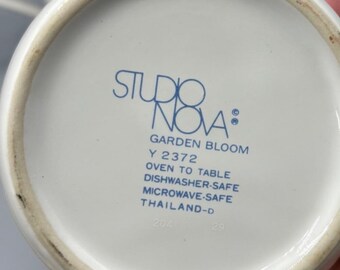 STUDIO
NOVA © ®
GARDEN BLOOM
Y 2372
OVEN TO TABLE
DISHWASHER-SAFE
MICROWAVE-SAFE
THAILAND-D